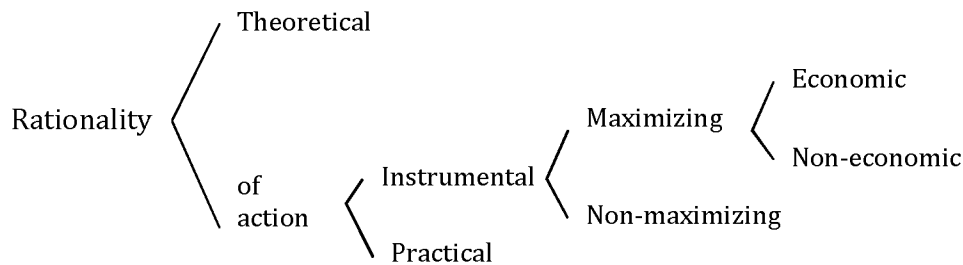 Theoretical
Economic
Rationality
Maximizing
Non-economic
of
action
Instrumental
Non-maximizing
Practical